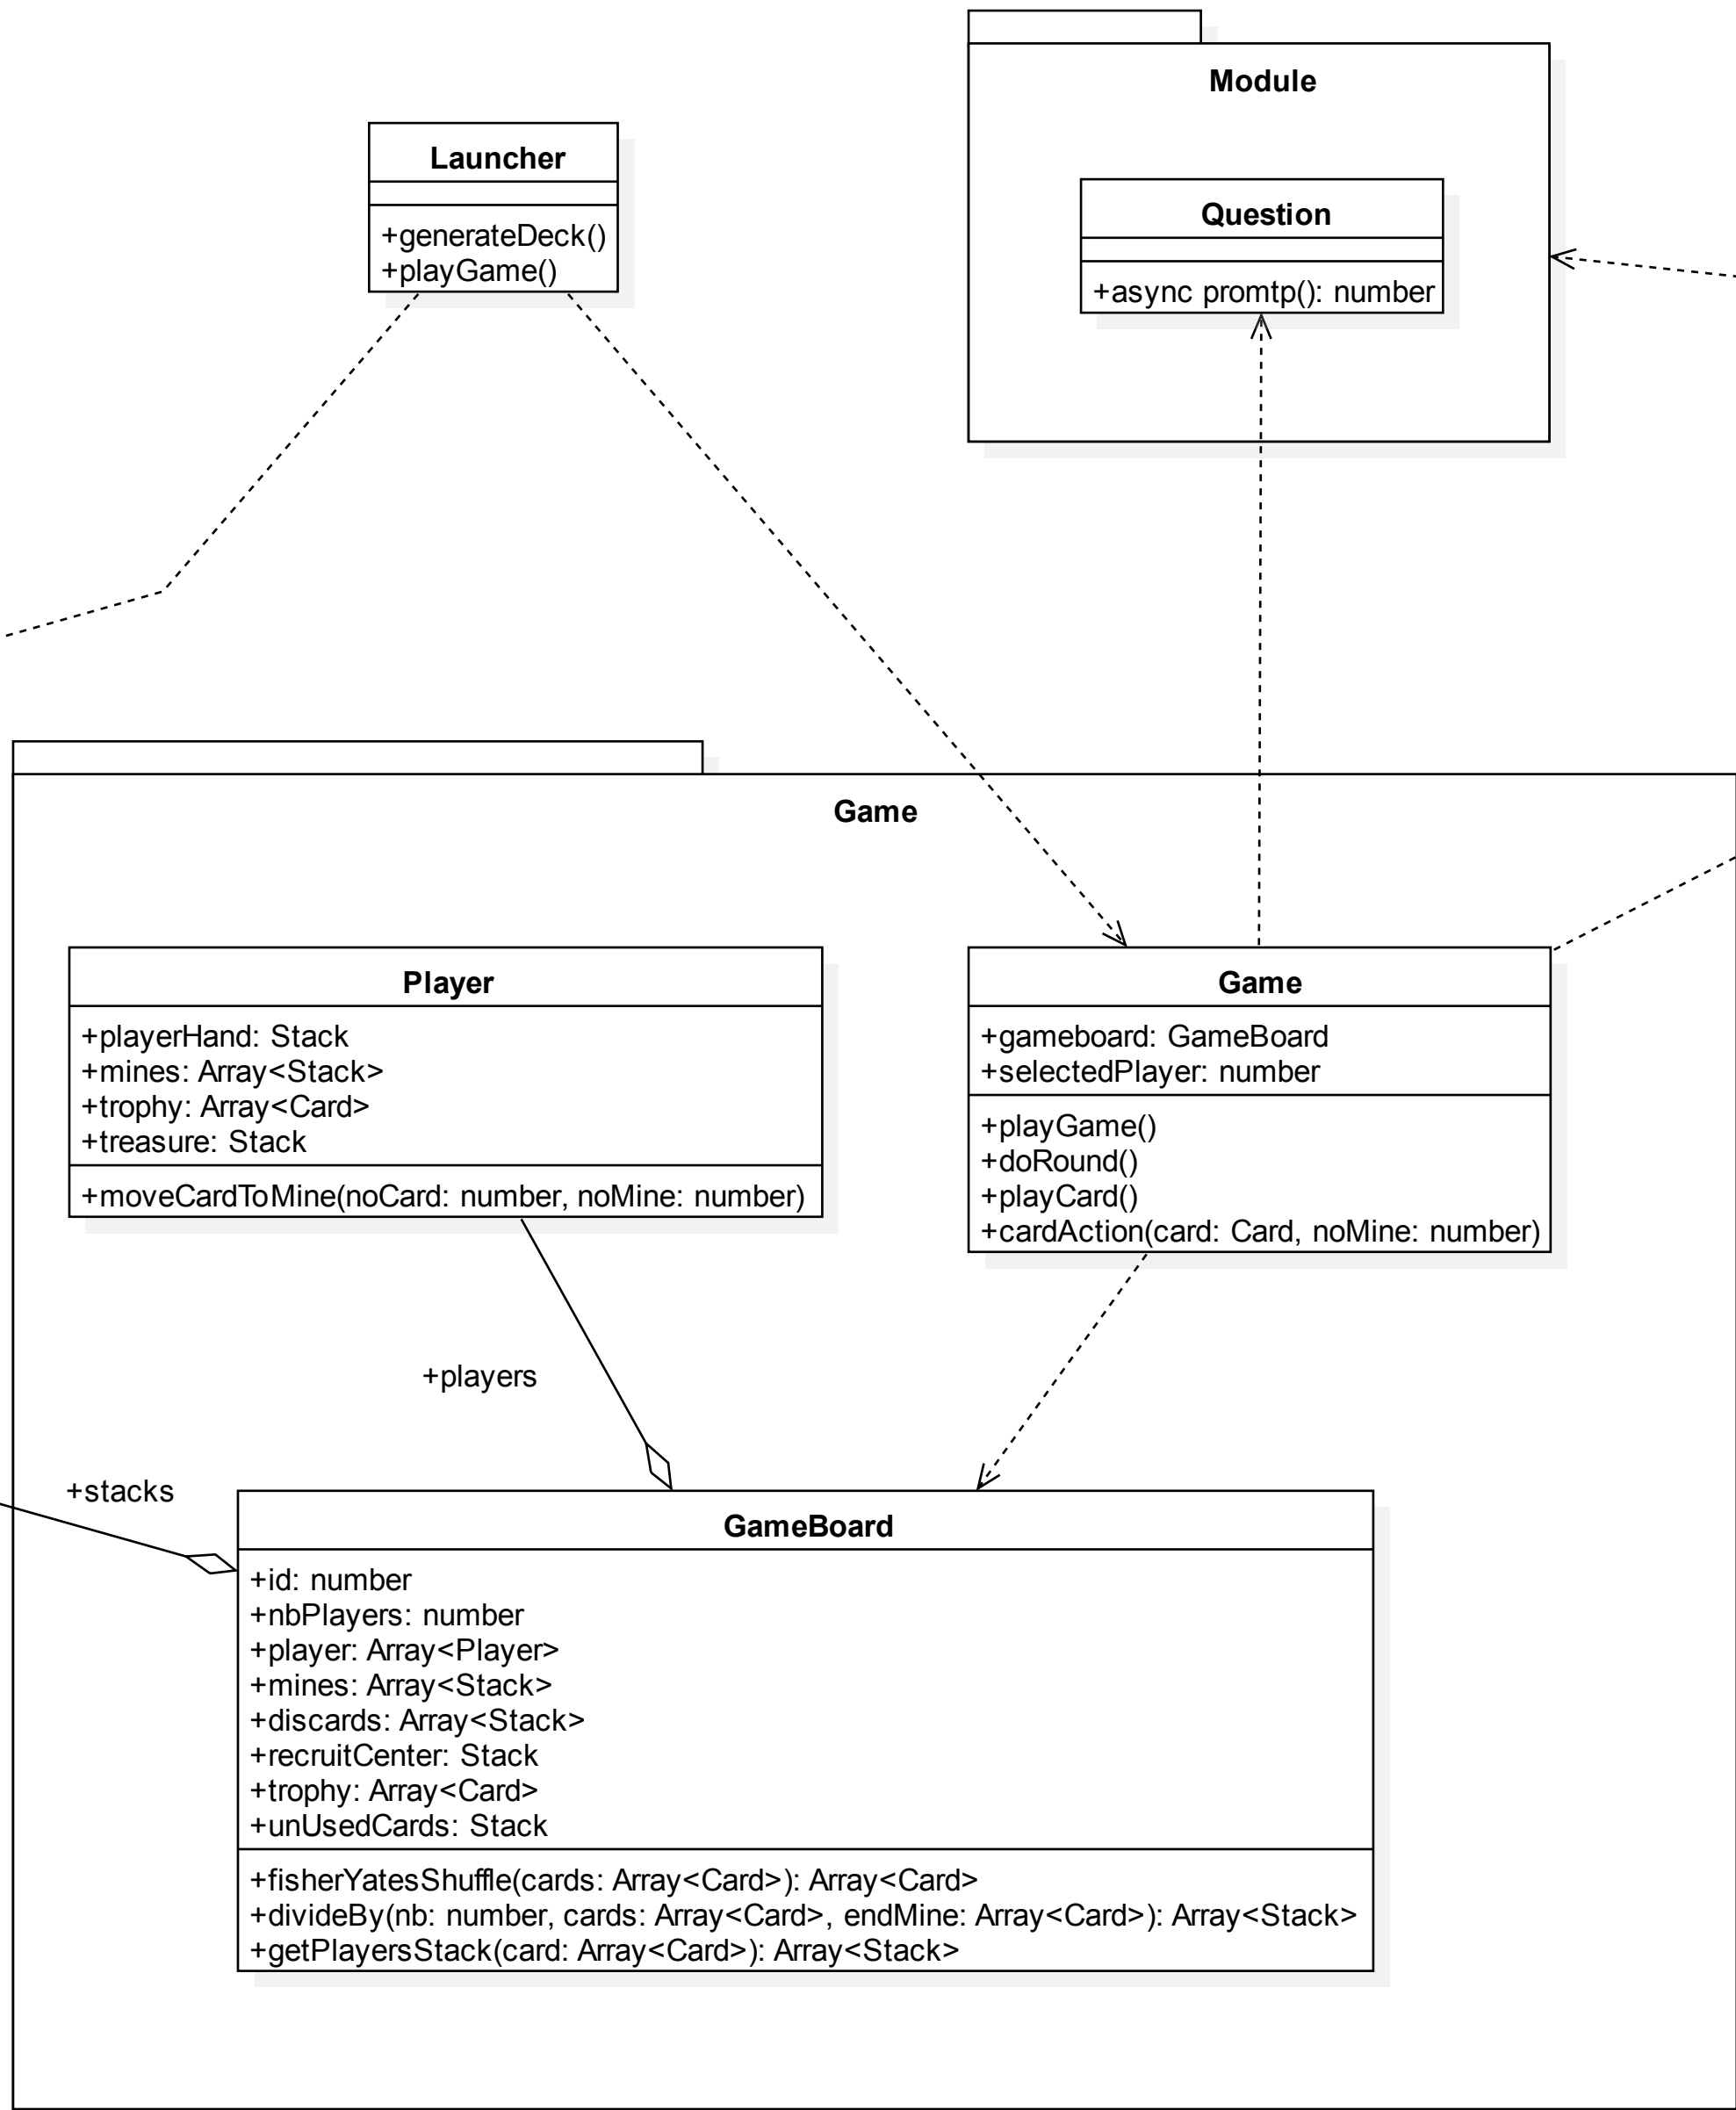 Module
Launcher
+generateDeck()
+playGame()
Question
+async promtp(): number
Game
Player
+playerHand: Stack
+mines: Array<Stack>
+trophy: Array<Card>
+treasure: Stack
+moveCardToMine(noCard: number, noMine: number)
Game
+gameboard: GameBoard
+selectedPlayer: number
+playGame()
+doRound()
+playCard()
+cardAction(card: Card, noMine: number)
+players
+stacks
GameBoard
+id: number
+nbPlayers: number
+player: Array<Player>
+mines: Array<Stack>
+discards: Array<Stack>
+recruitCenter: Stack
+trophy: Array<Card>
+unUsedCards: Stack
+fisherYatesShuffle(cards: Array<Card>): Array<Card>
+divideBy(nb: number, cards: Array<Card>, endMine: Array<Card>): Array<Stack>
+getPlayersStack(card: Array<Card>): Array<Stack>